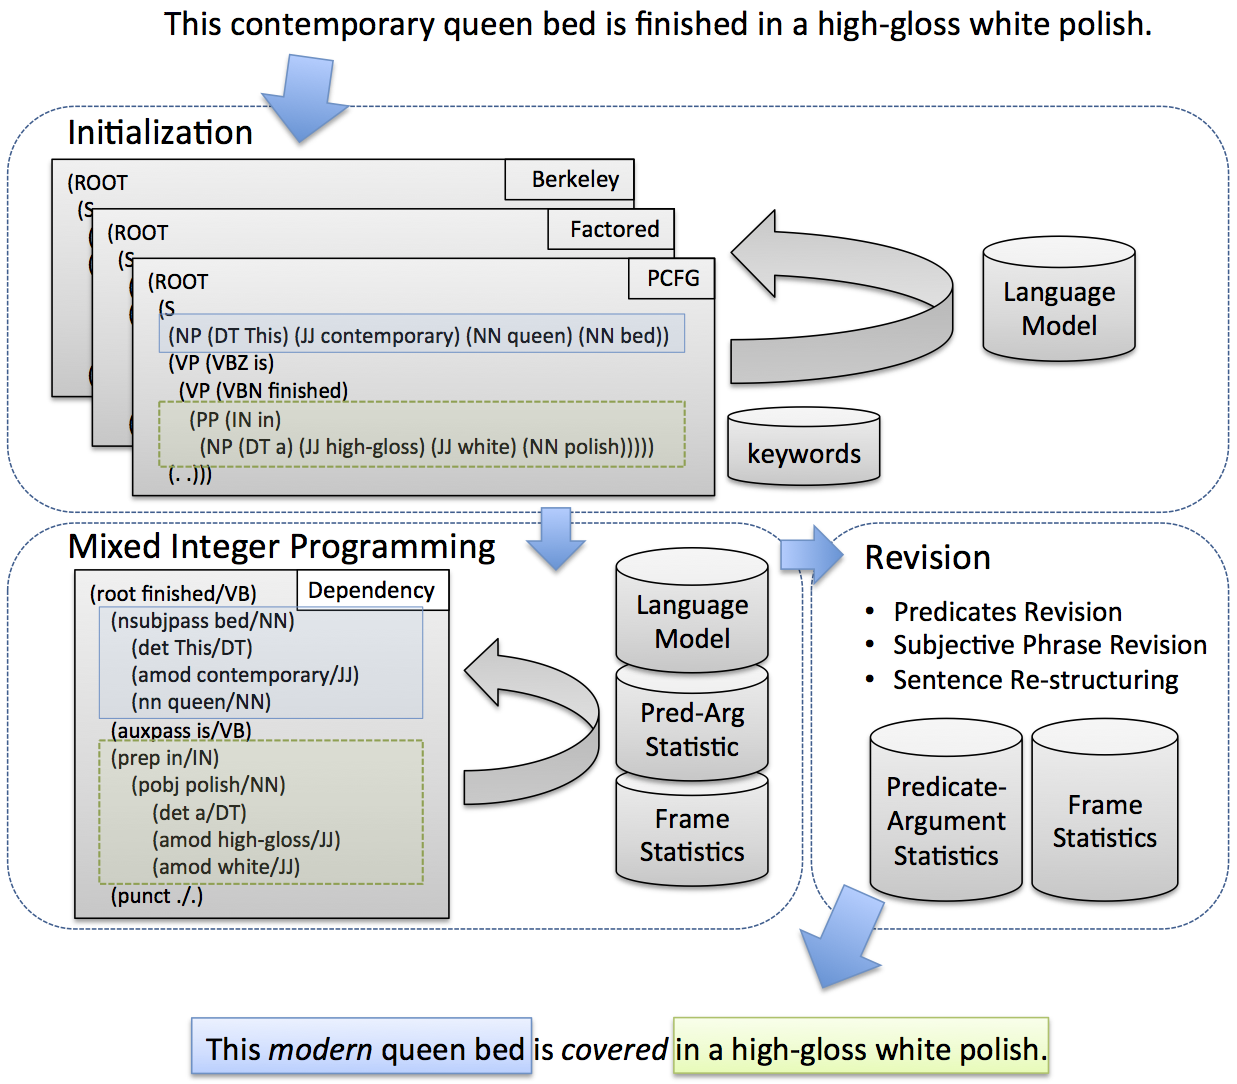 This contemporary queen bed is finished in a high-gloss white polish.
Initialization
Berkeley
(ROOT
(S
(
(
(
Factored
(ROOT
(S
(
(
(
PCFG
(ROOT
(S
(NP (DT This) (JJ contemporary) (NN queen) (NN bed))
(VP (VBZ is)
(VP (VBN finished)
(PP (IN in)
(NP (DT a) (JJ high-gloss) (JJ white) (NN polish)))))
(. .)))
Language
Model
keywords
Mixed Integer Programming
Dependency
(root finished/VB)
(nsubjpass bed/NN)
(det This/DT)
(amod contemporary/JJ)
(nn queen/NN)
(auxpass is/VB)
(prep in/IN)
(pobj polish/NN)
(det a/DT)
(amod high-gloss/JJ)
(amod white/JJ)
(punct ./.)
Language
Model
Pred-Arg
Statistic
Frame
Statistics
Revision
• Predicates Revision
• Subjective Phrase Revision
• Sentence Re-structuring
Predicate-
Argument
Statistics
Frame
Statistics
This modern queen bed is covered in a high-gloss white polish.